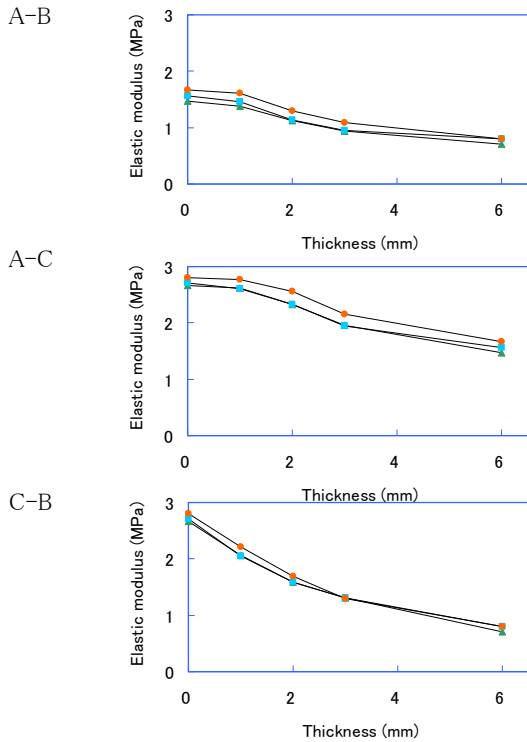 A-B
Elastic modulus (MPa)
3
2
1
0
0 2 4 6
Thickness (mm)
A-C
Elastic modulus (MPa)
3
2
1
0
0 2 4 6
Thickness (mm)
C-B
Elastic modulus (MPa)
3
2
1
0
0 2 4 6
Thickness (mm)